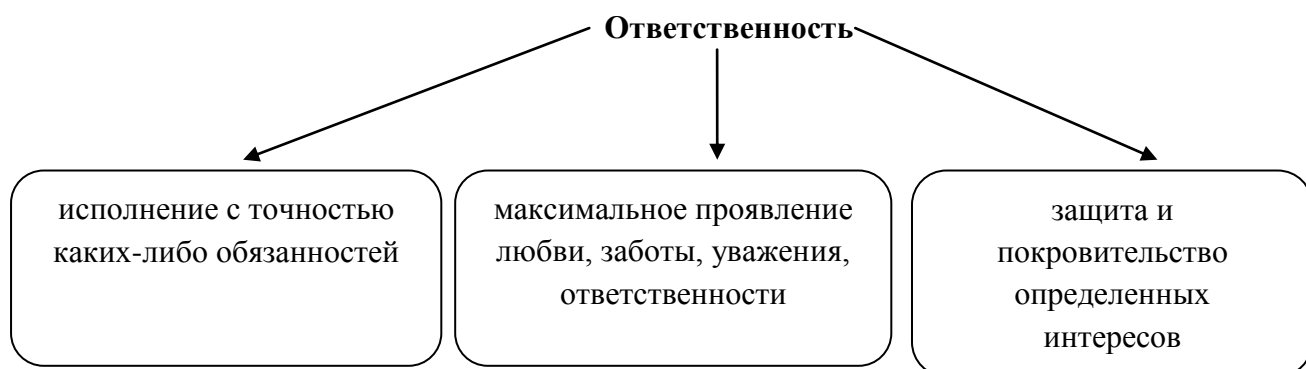 Ответственность
исполнение с точностью
каких-либо обязанностей
максимальное проявление
любви, заботы, уважения,
ответственности
защита и
покровительство
определенных
интересов